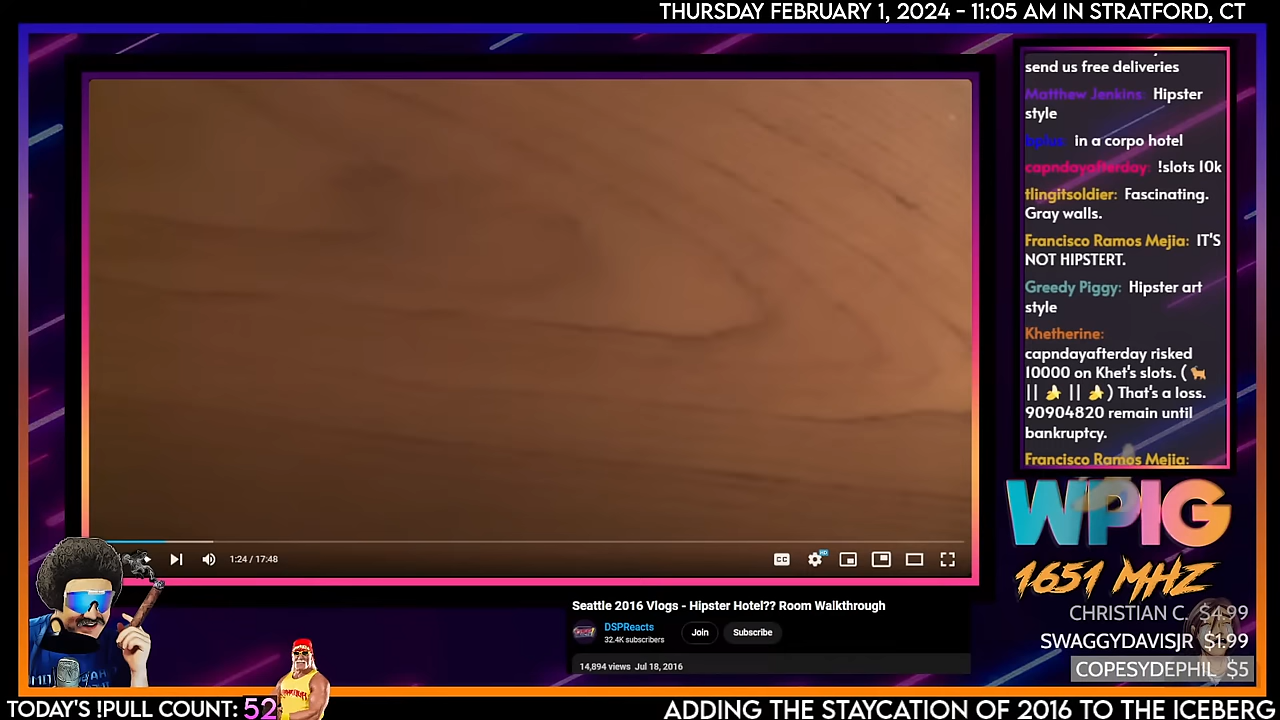 THURSDAY FEBRUARY 1, 2024 - 11:05 AM IN STRATFORD, CT
send us free deliveries
Matthew Jenkins: Hipster
style
in a corpo hotel
capndayafterday: !slots 10k
tlingitsoldier: Fascinating.
Gray walls.
Francisco Ramos Mejia: IT'S
NOT HIPSTERT.
Greedy Piggy: Hipster art
style
Khetherine:
capndayafterday risked
10000 on Khet's slots. ( 🐕
|| 🍌 || 🍌 ) That's a loss.
90904820 remain until
bankruptcy.
Francisco Ramos Mejia:
1:24 / 17:48
CC
HD
WPIG
1651 MHZ
Seattle 2016 Vlogs - Hipster Hotel?? Room Walkthrough
DSPReacts
32.4K subscribers
Join
Subscribe
14,894 views Jul 18, 2016
CHRISTIAN C. $4.99
SWAGGYDAVISJR $1.99
COPESYDEPHIL $5
TODAY'S !PULL COUNT: 52
ADDING THE STAYCATION OF 2016 TO THE ICEBERG